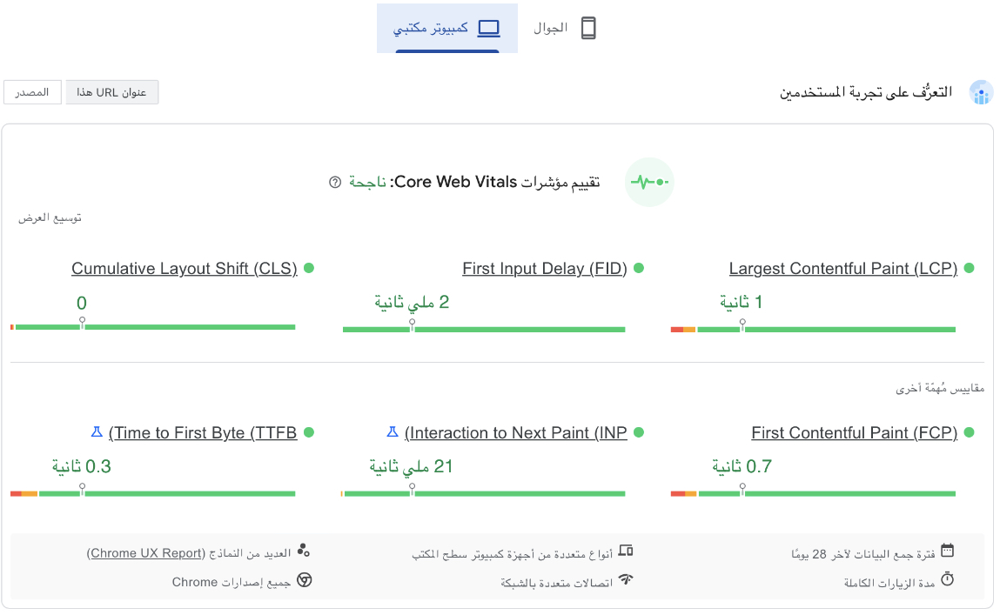 الجوال
كمبيوتر مكتبي
التعرُّف على تجربة المستخدمين
عنوان URL هذا
المصدر
تقييم مؤشرات Core Web Vitals: ناجحة
توسيع العرض
Largest Contentful Paint (LCP)
1 ثانية
First Input Delay (FID)
2 ملي ثانية
Cumulative Layout Shift (CLS)
0
مقاييس مُهمّة أخرى
First Contentful Paint (FCP)
0.7 ثانية
(Interaction to Next Paint (INP
21 ملي ثانية
(Time to First Byte (TTFB
0.3 ثانية
فترة جمع البيانات لآخر 28 يومًا
أنواع متعددة من أجهزة كمبيوتر سطح المكتب
العديد من النماذج (Chrome UX Report)
مدة الزيارات الكاملة
اتصالات متعددة بالشبكة
جميع إصدارات Chrome